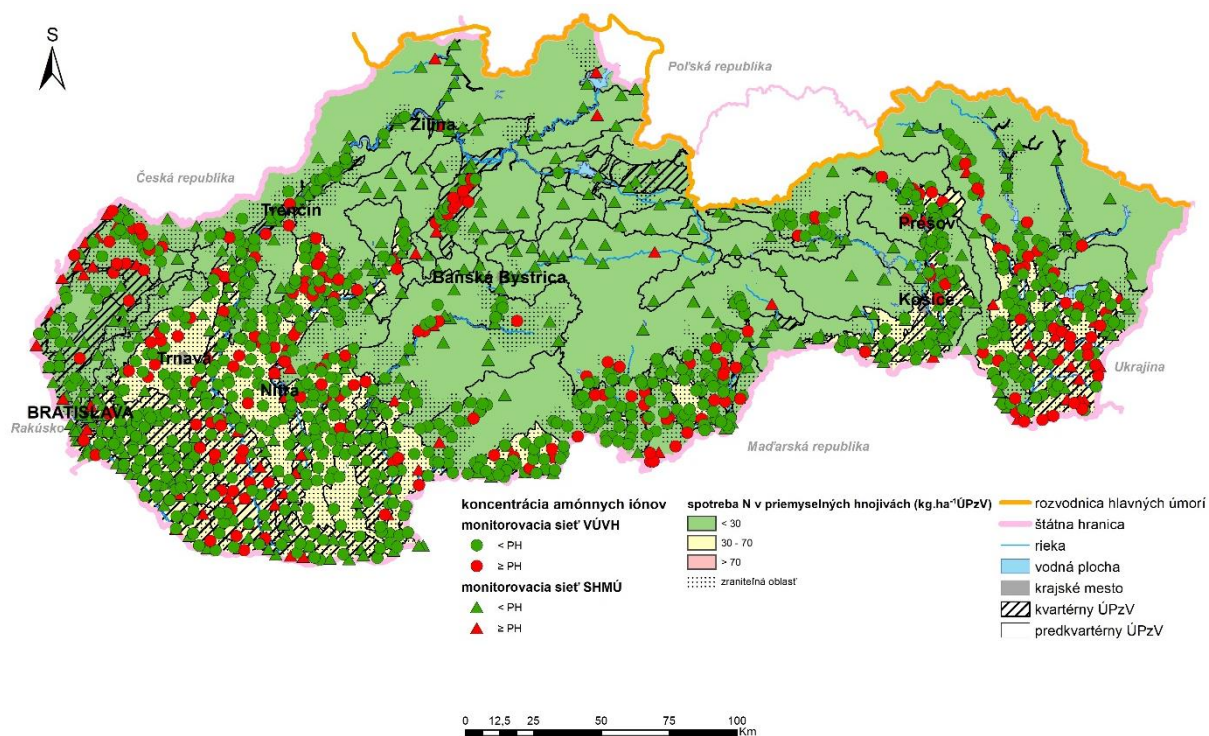 S
Poľská republika
Žilina
Česká republika
Trenčín
Prešov
Banská Bystrica
Košice
Trnava
Nitra
Ukrajina
BRATISLAVA
Rakúsko
Maďarská republika
koncentrácia amónnych iónov
monitorovacia sieť VÚVH
< PH
≥ PH
monitorovacia sieť SHMÚ
< PH
≥ PH
spotreba N v priemyselných hnojivách (kg.ha⁻¹ÚPzV)
< 30
30 - 70
> 70
zraniteľná oblasť
rozvodnica hlavných úmorí
štátna hranica
rieka
vodná plocha
krajské mesto
kvartérny ÚPzV
predkvartérny ÚPzV
0 12,5 25 50 75 100
Km